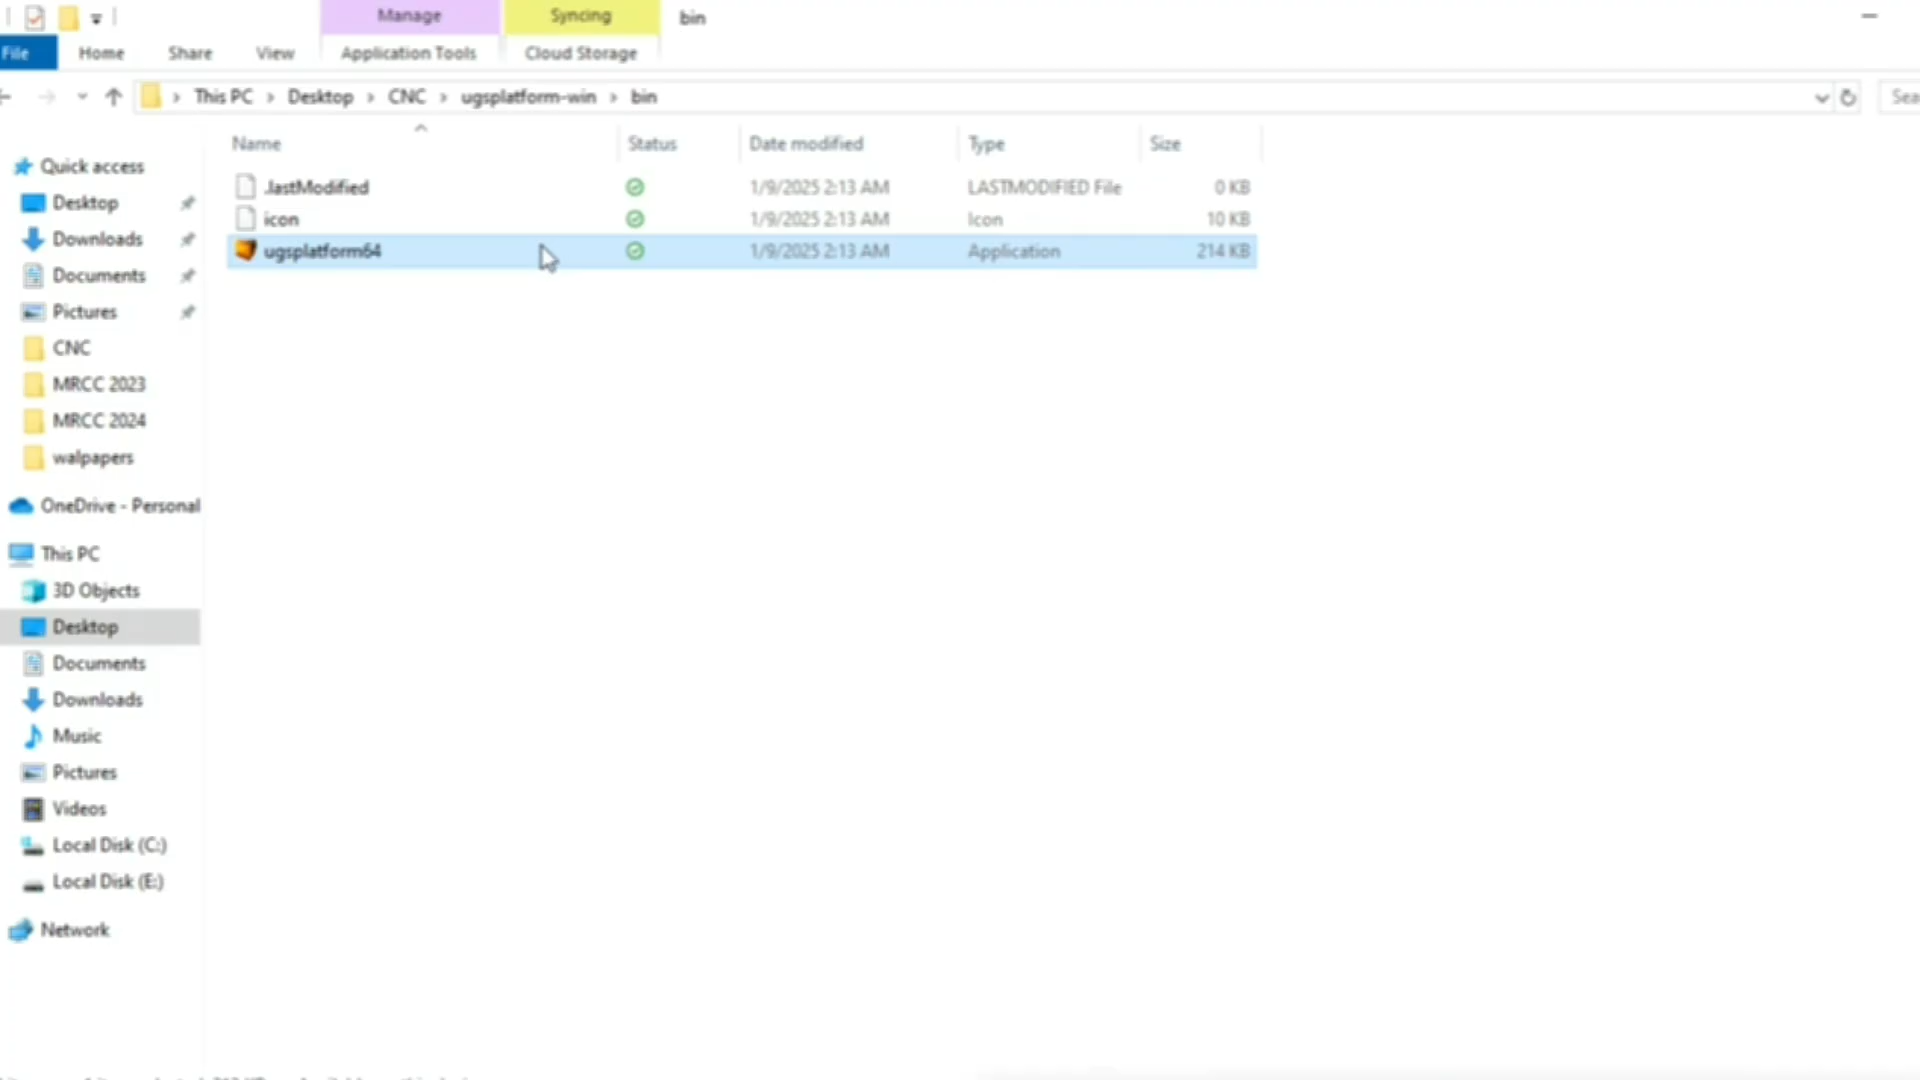 Manage
Syncing
bin
File
Home
Share
View
Application Tools
Cloud Storage
This PC
Desktop
CNC
ugsplatform-win
bin
Sea
Name
Status
Date modified
Type
Size
.lastModified
1/9/2025 2:13 AM
LASTMODIFIED File
0 KB
icon
1/9/2025 2:13 AM
Icon
10 KB
ugsplatform64
1/9/2025 2:13 AM
Application
214 KB
Quick access
Desktop
Downloads
Documents
Pictures
CNC
MRCC 2023
MRCC 2024
walpapers
OneDrive - Personal
This PC
3D Objects
Desktop
Documents
Downloads
Music
Pictures
Videos
Local Disk (C:)
Local Disk (E:)
Network